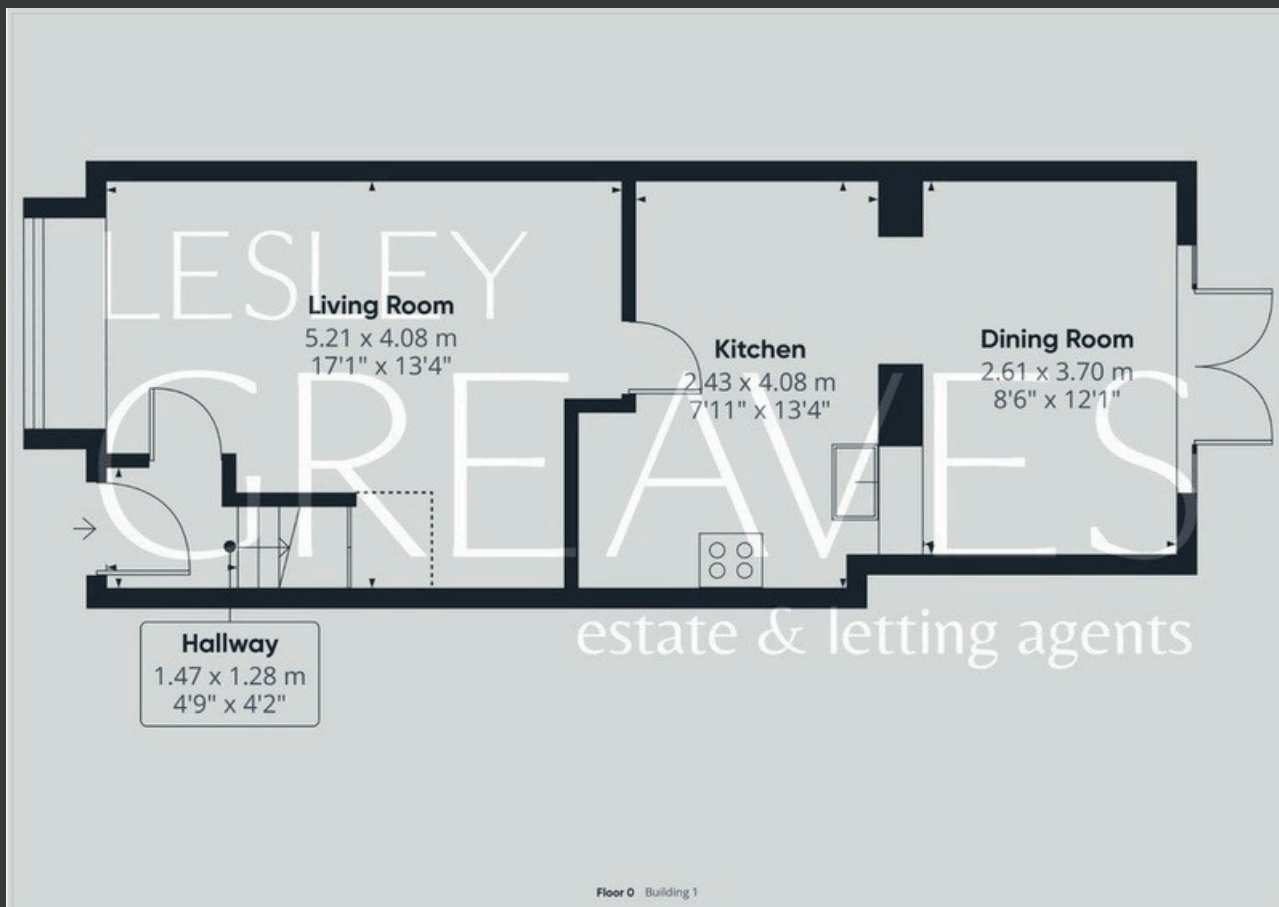 LESLEY
GREAVES
estate & letting agents
Living Room
5.21 x 4.08 m
17'1" x 13'4"
Kitchen
2.43 x 4.08 m
7'11" x 13'4"
Dining Room
2.61 x 3.70 m
8'6" x 12'1"
Hallway
1.47 x 1.28 m
4'9" x 4'2"
Floor 0 Building 1